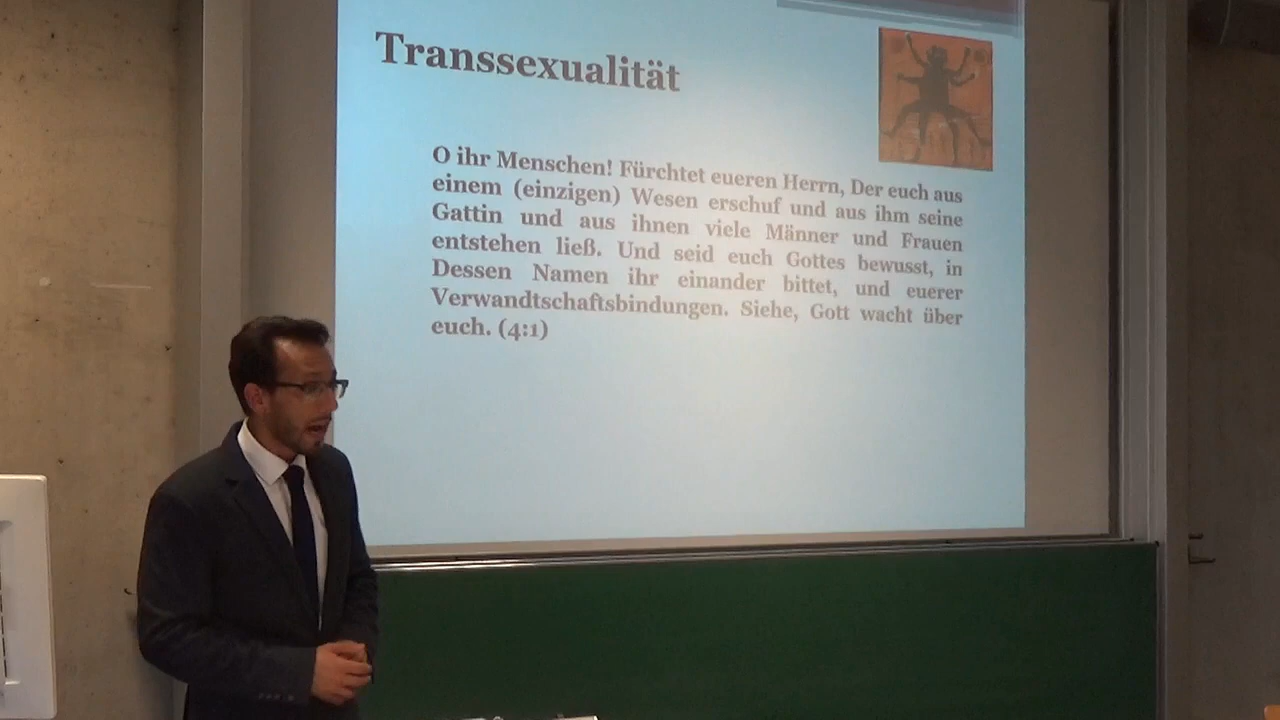 Transsexualität
O ihr Menschen! Fürchtet eueren Herrn, Der euch aus
einem (einzigen) Wesen erschuf und aus ihm seine
Gattin und aus ihnen viele Männer und Frauen
entstehen ließ. Und seid euch Gottes bewusst, in
Dessen Namen ihr einander bittet, und euerer
Verwandtschaftsbindungen. Siehe, Gott wacht über
euch. (4:1)